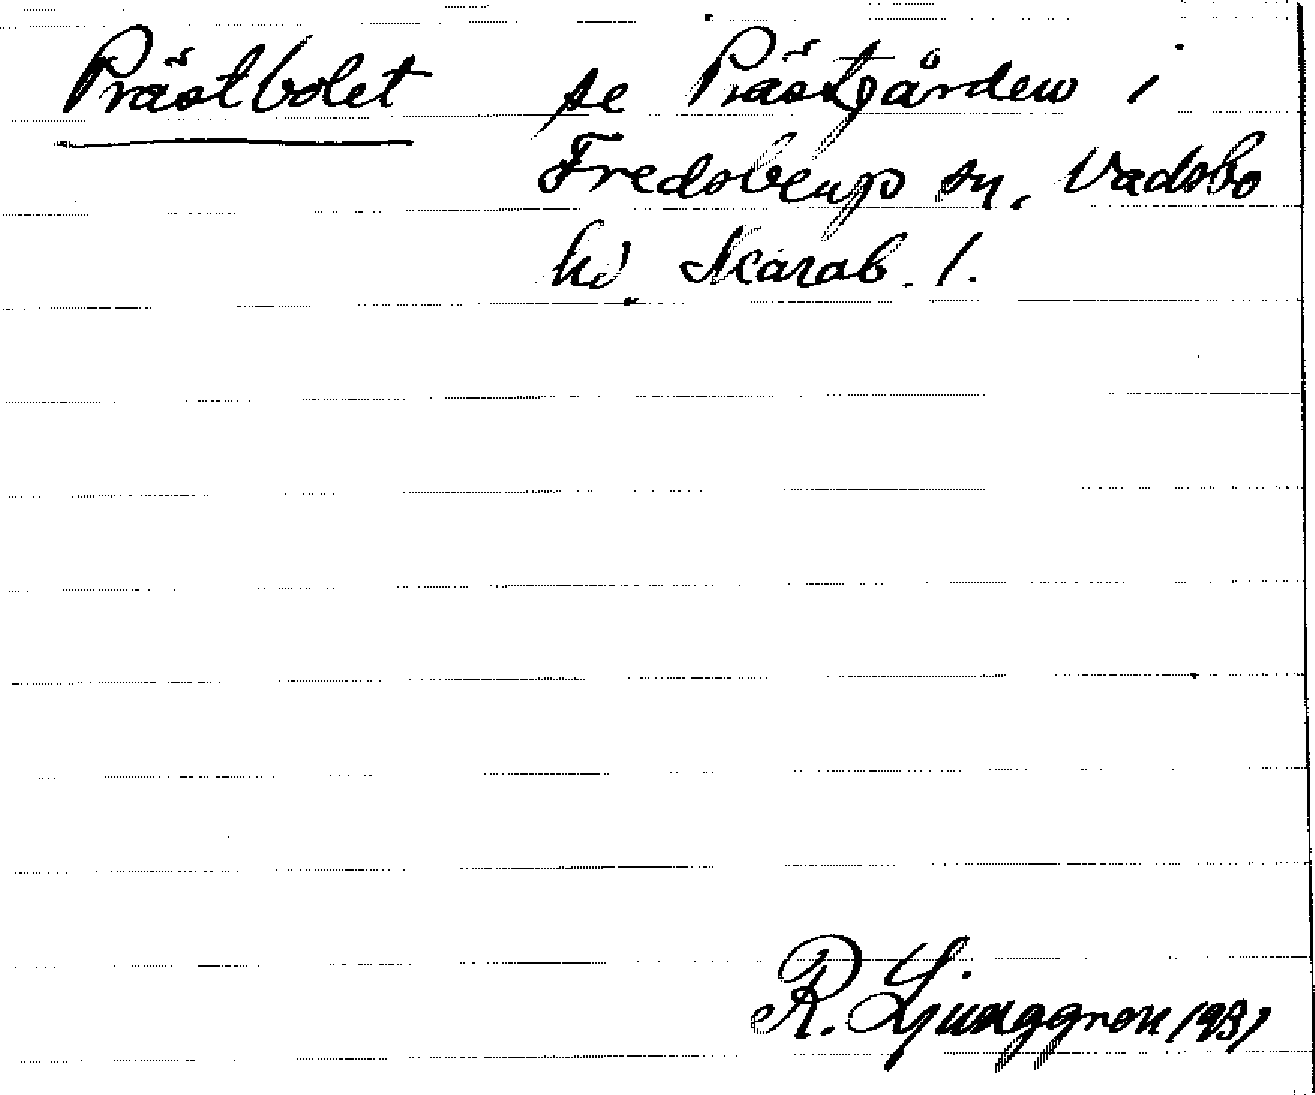 Prästbolet se Prästgården i
Fredsbergs sn, Vadsbo
hd. Skarab. l.
R. Ljunggren 1931